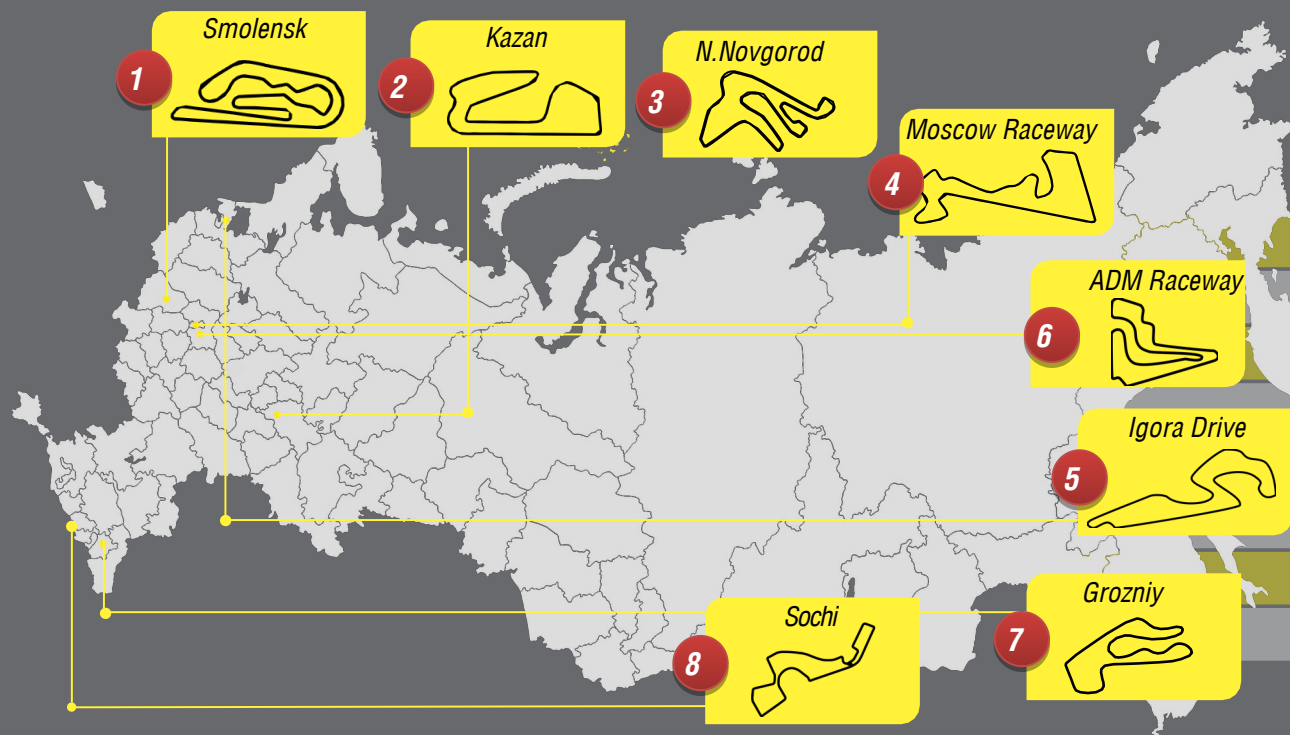 Smolensk
1
Kazan
2
N.Novgorod
3
Moscow Raceway
4
ADM Raceway
6
Igora Drive
5
Grozniy
7
Sochi
8